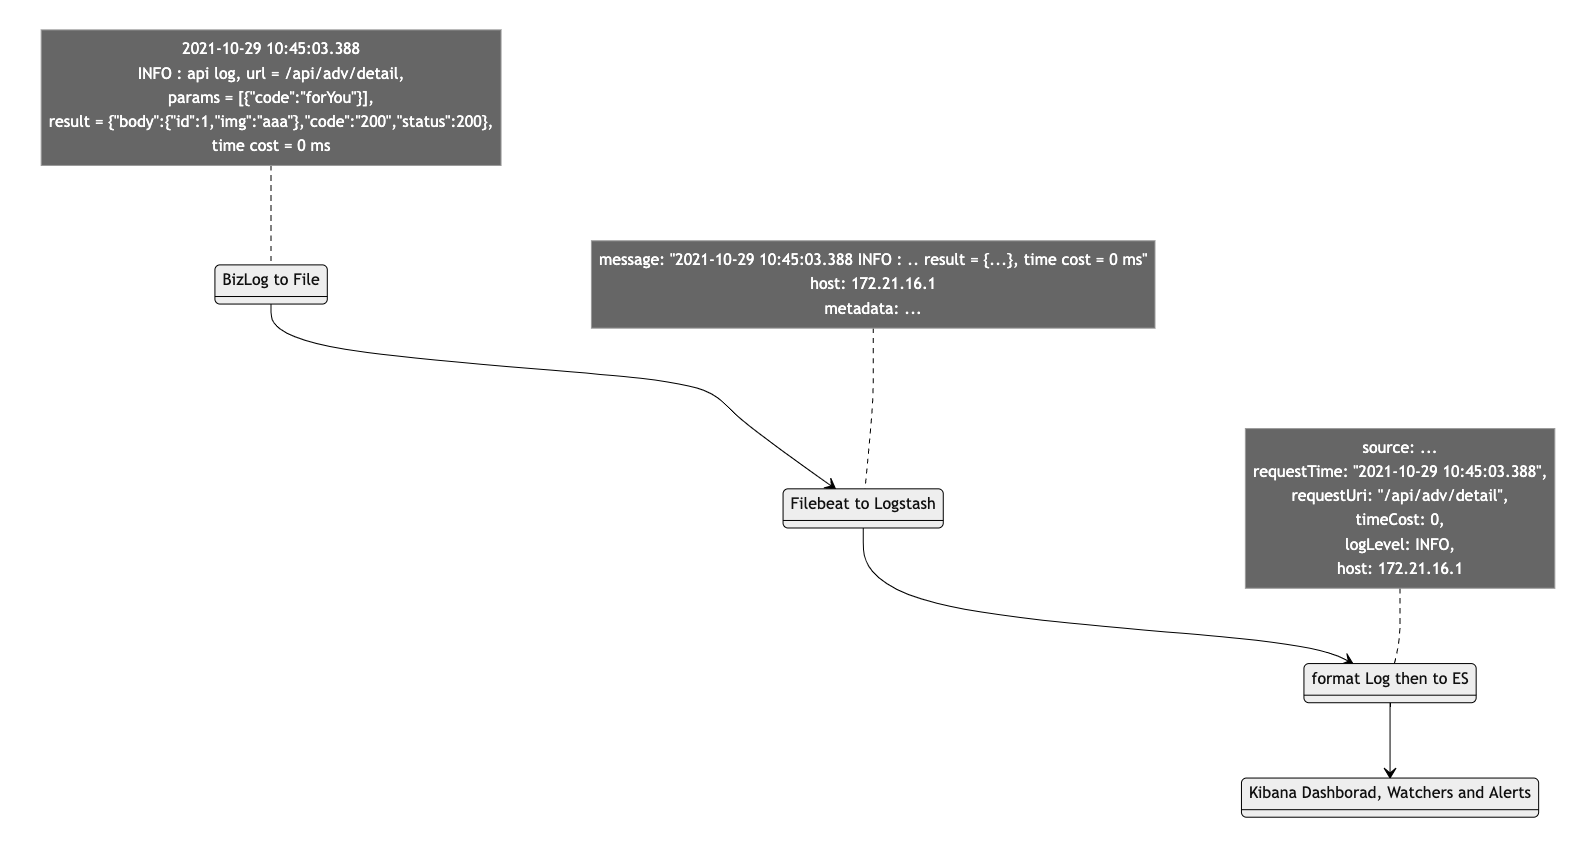 2021-10-29 10:45:03.388
INFO : api log, url = /api/adv/detail,
params = [{"code":"forYou"}],
result = {"body":{"id":1,"img":"aaa"},"code":"200","status":200},
time cost = 0 ms
BizLog to File
message: "2021-10-29 10:45:03.388 INFO : .. result = {...}, time cost = 0 ms"
host: 172.21.16.1
metadata: ...
Filebeat to Logstash
source: ...
requestTime: "2021-10-29 10:45:03.388",
requestUri: "/api/adv/detail",
timeCost: 0,
logLevel: INFO,
host: 172.21.16.1
format Log then to ES
Kibana Dashborad, Watchers and Alerts